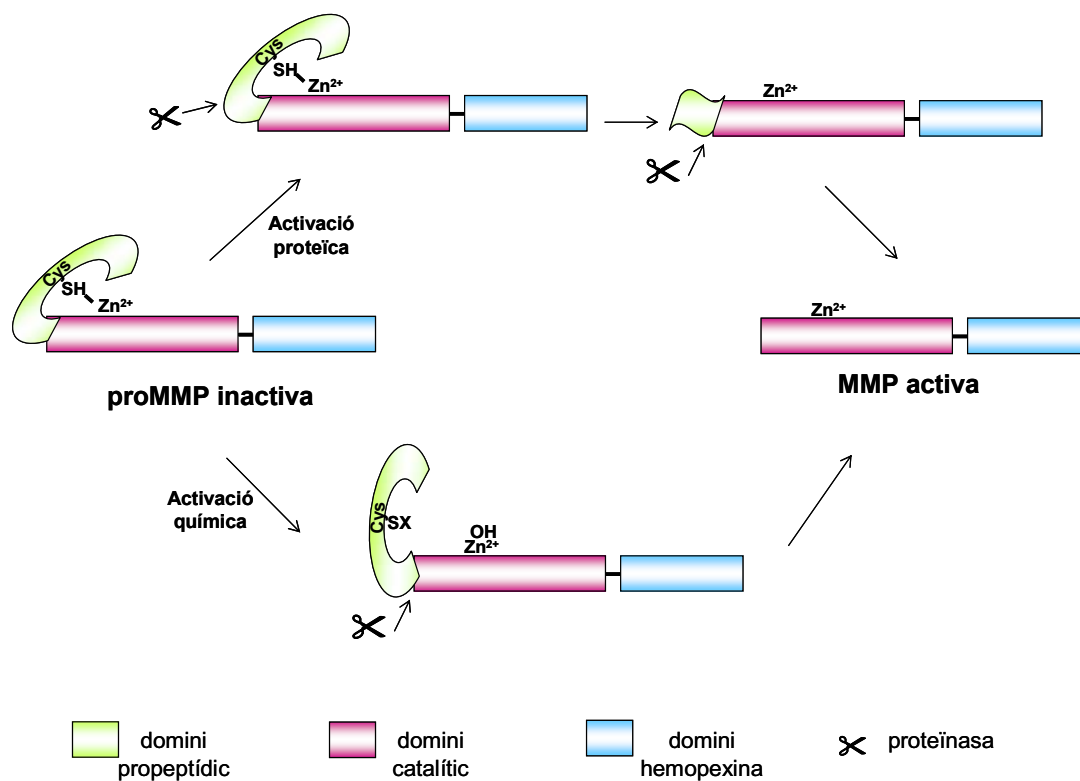 Cys
SH
Zn²⁺
Zn²⁺
Activació
proteïca
Cys
SH
Zn²⁺
Zn²⁺
proMMP inactiva
MMP activa
Activació
química
Cys
SX
OH
Zn²⁺
domini
propeptídic
domini
catalític
domini
hemopexina
proteïnasa